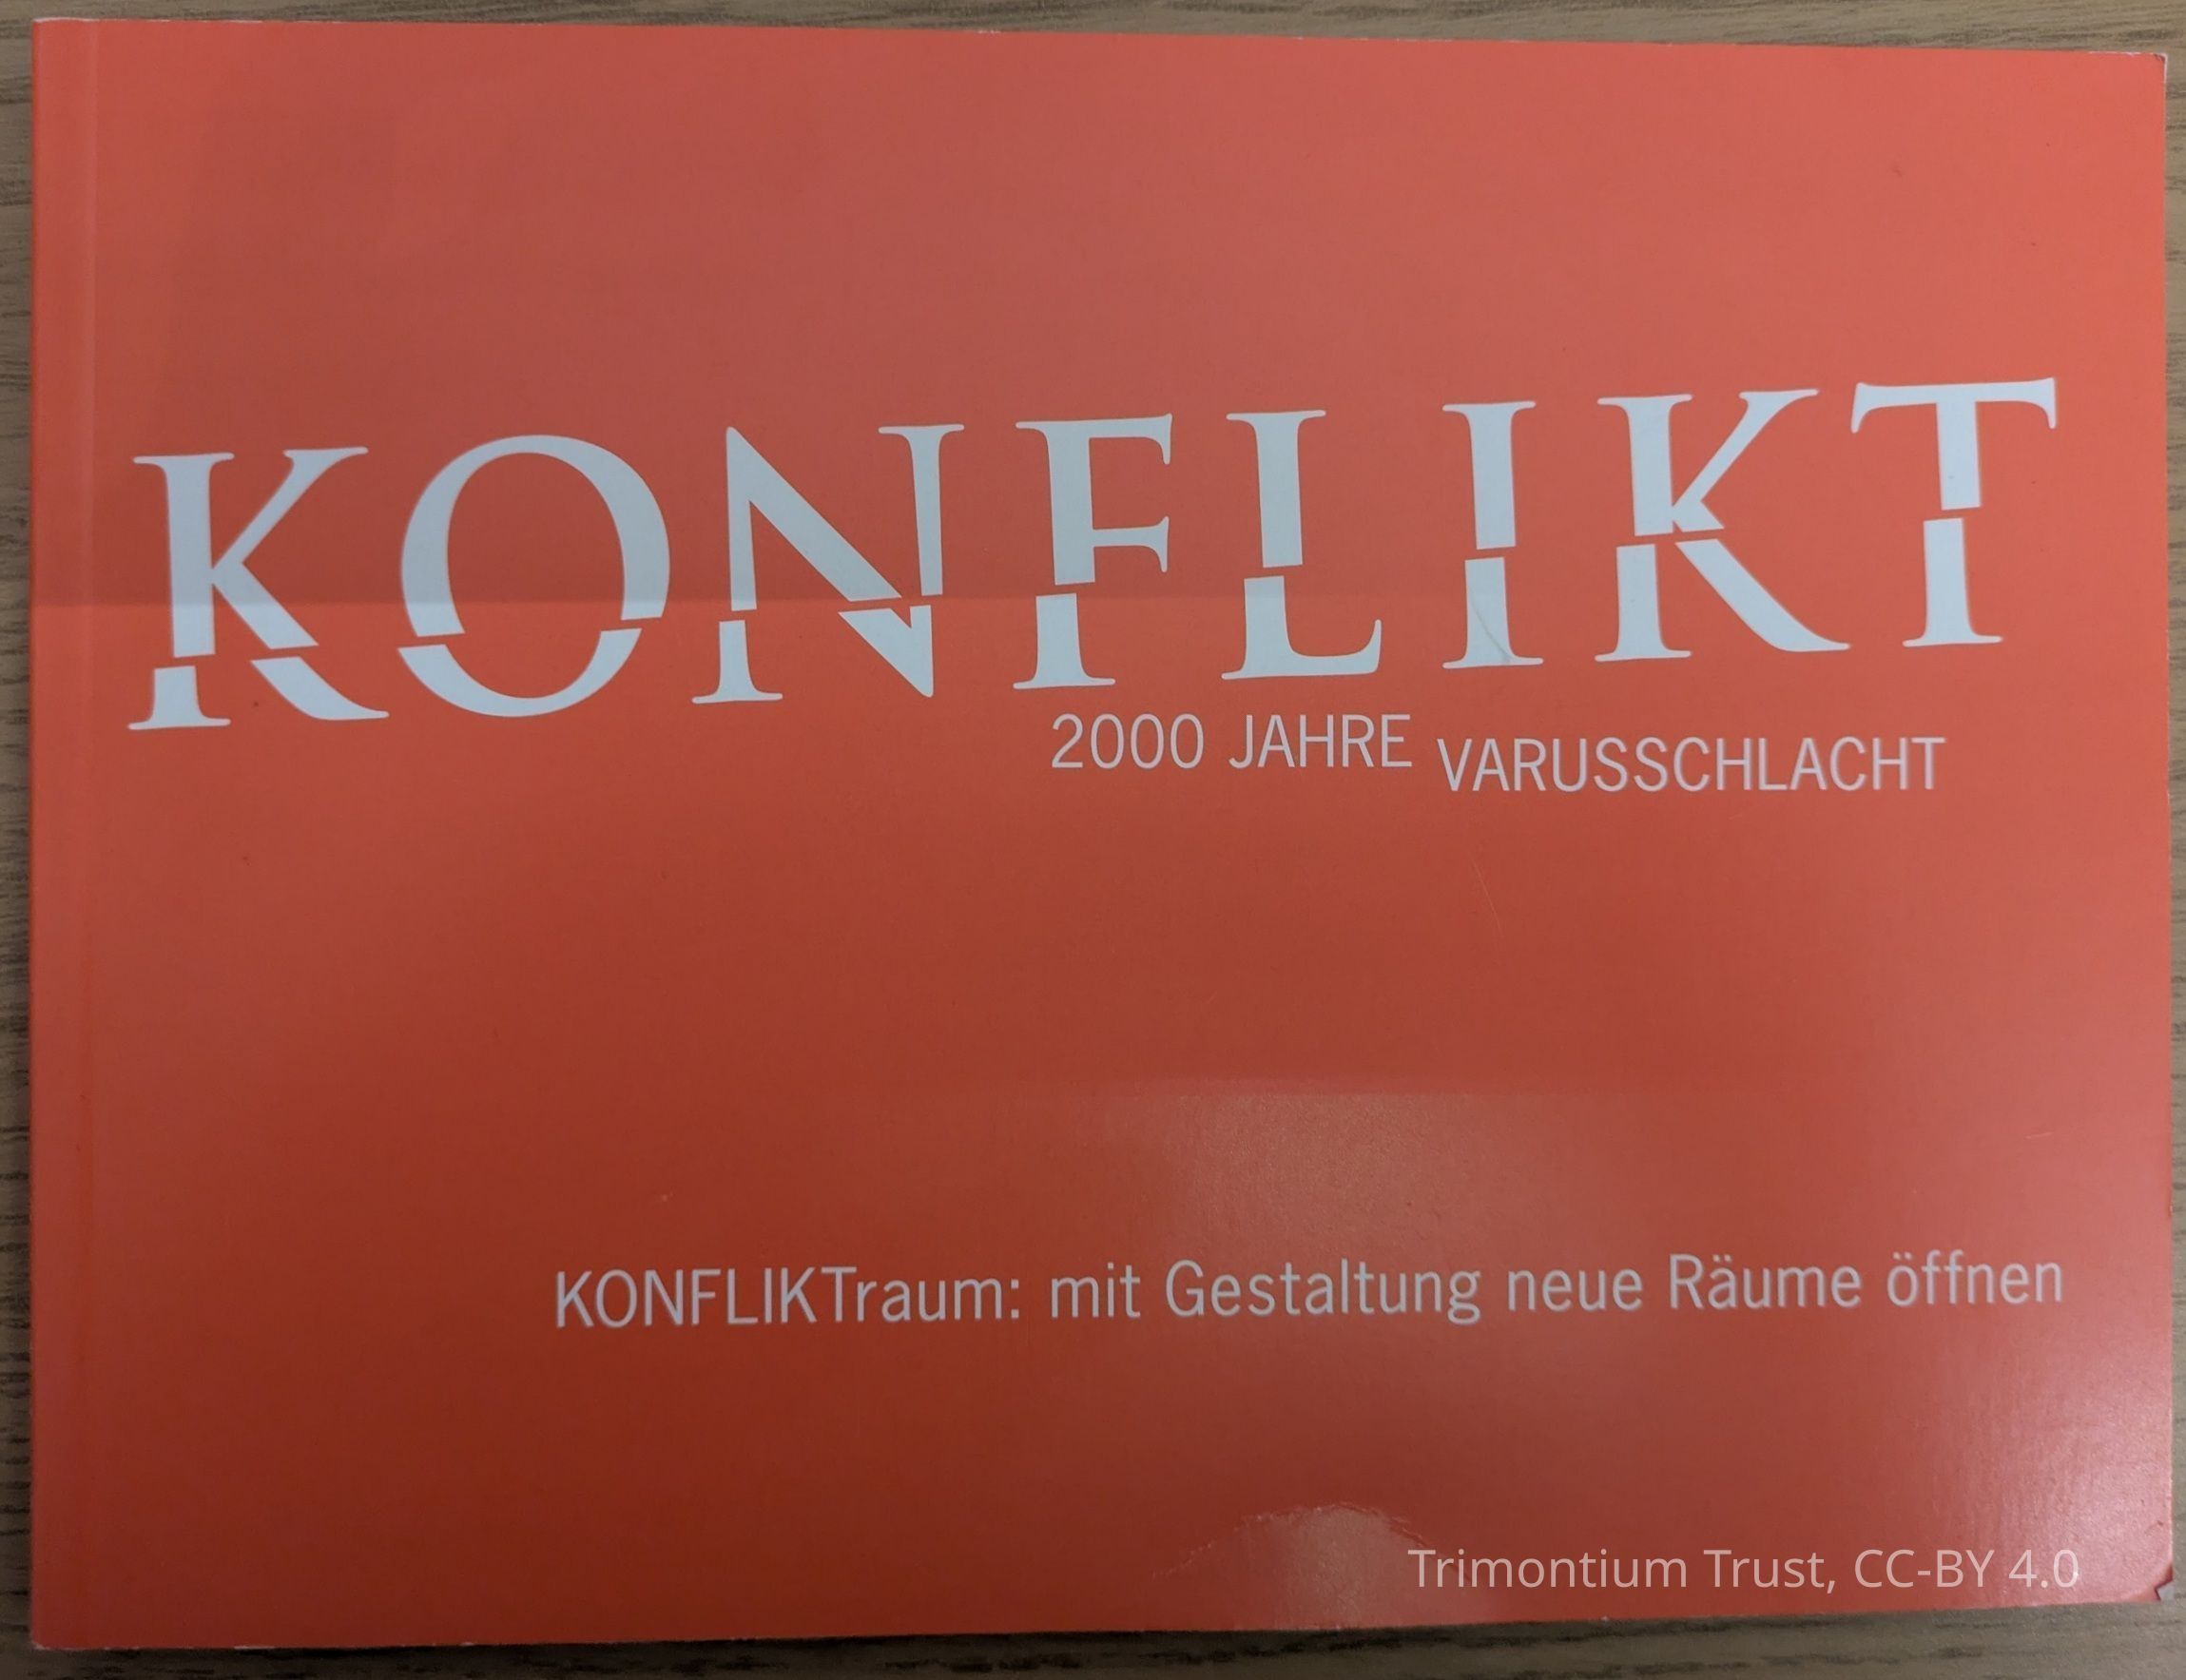 KONFLIKT
2000 JAHRE VARUSSCHLACHT
KONFLIKTraum: mit Gestaltung neue Räume öffnen
Trimontium Trust, CC-BY 4.0